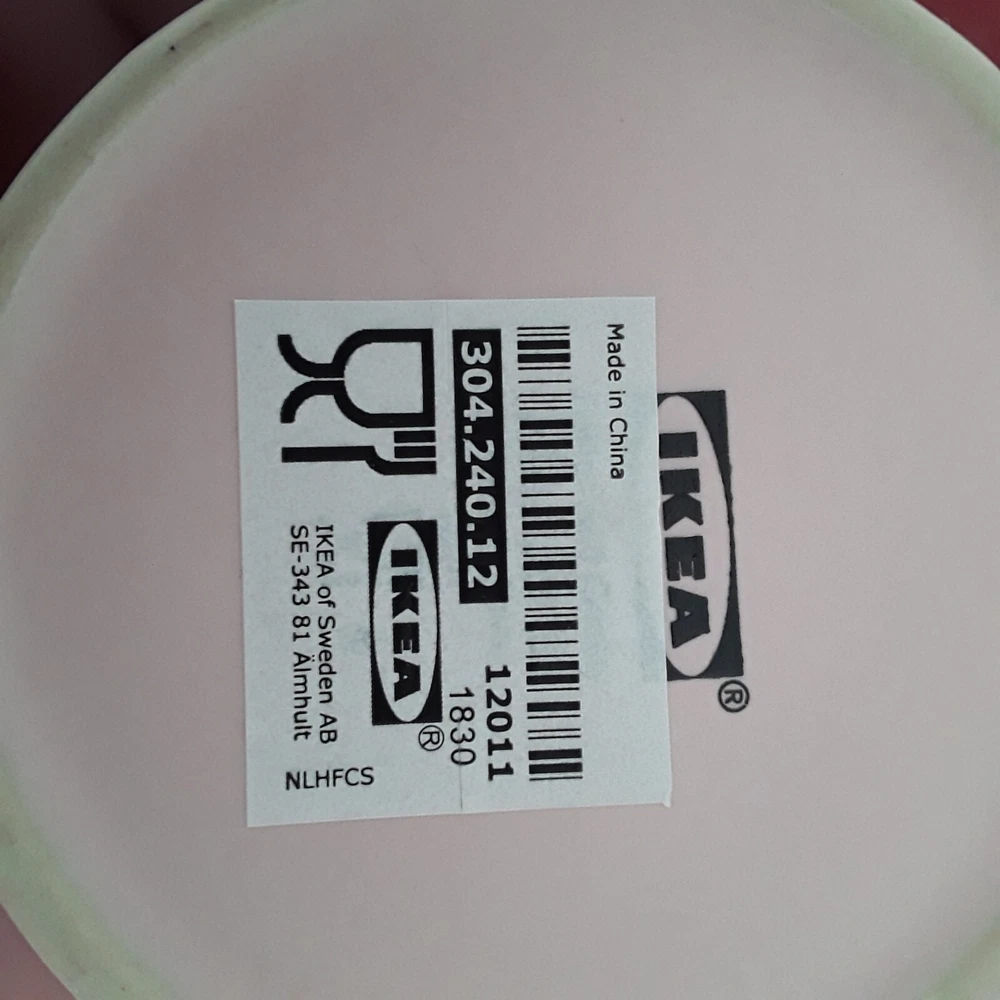 Made in China
304.240.12
12011
1830
IKEA®
IKEA of Sweden AB
SE-343 81 Älmhult
NLHFCS
IKEA®